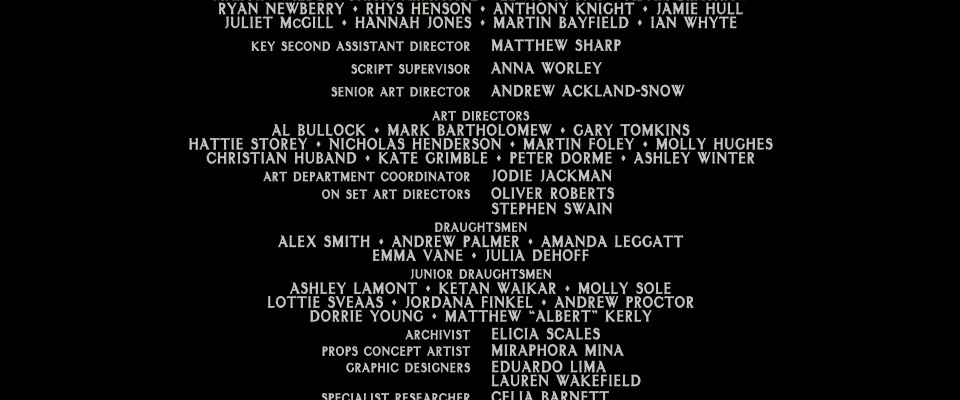 RYAN NEWBERRY • RHYS HENSON • ANTHONY KNIGHT • JAMIE HULL
JULIET McGILL • HANNAH JONES • MARTIN BAYFIELD • IAN WHYTE
KEY SECOND ASSISTANT DIRECTOR MATTHEW SHARP
SCRIPT SUPERVISOR ANNA WORLEY
SENIOR ART DIRECTOR ANDREW ACKLAND-SNOW
ART DIRECTORS
AL BULLOCK • MARK BARTHOLOMEW • GARY TOMKINS
HATTIE STOREY • NICHOLAS HENDERSON • MARTIN FOLEY • MOLLY HUGHES
CHRISTIAN HUBAND • KATE GRIMBLE • PETER DORME • ASHLEY WINTER
ART DEPARTMENT COORDINATOR JODIE JACKMAN
ON SET ART DIRECTORS OLIVER ROBERTS
STEPHEN SWAIN
DRAUGHTSMEN
ALEX SMITH • ANDREW PALMER • AMANDA LEGGATT
EMMA VANE • JULIA DEHOFF
JUNIOR DRAUGHTSMEN
ASHLEY LAMONT • KETAN WAIKAR • MOLLY SOLE
LOTTIE SVEAAS • JORDANA FINKEL • ANDREW PROCTOR
DORRIE YOUNG • MATTHEW “ALBERT” KERLY
ARCHIVIST ELICIA SCALES
PROPS CONCEPT ARTIST MIRAPHORA MINA
GRAPHIC DESIGNERS EDUARDO LIMA
LAUREN WAKEFIELD
SPECIALIST RESEARCHER CELIA BARNETT